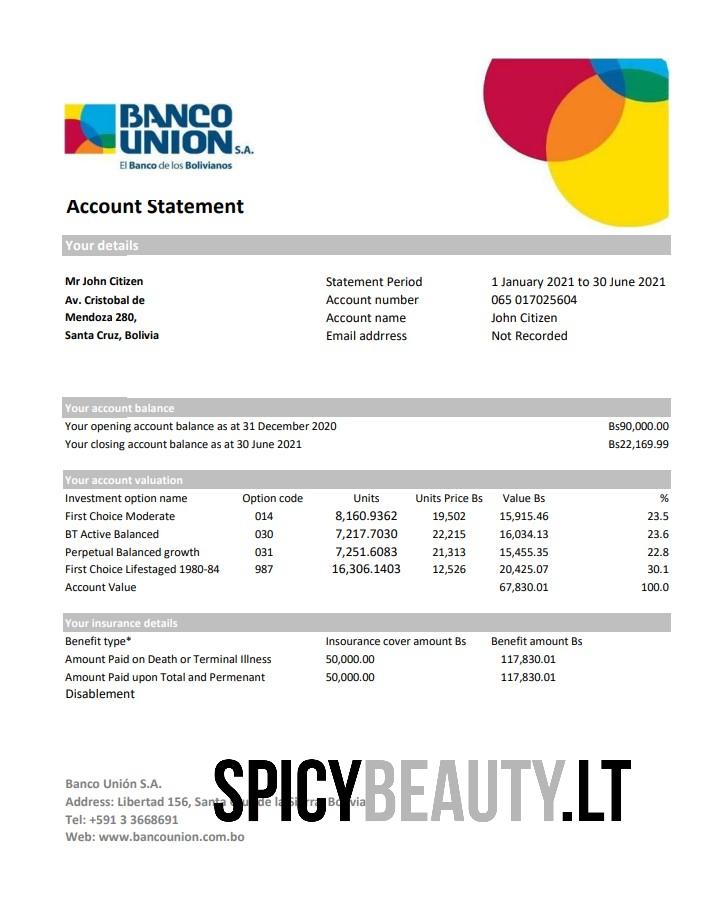 BANCO
UNION S.A.
El Banco de los Bolivianos
Account Statement
Your details
Mr John Citizen Statement Period 1 January 2021 to 30 June 2021
Av. Cristobal de Account number 065 017025604
Mendoza 280, Account name John Citizen
Santa Cruz, Bolivia Email addrress Not Recorded
Your account balance
Your opening account balance as at 31 December 2020 Bs90,000.00
Your closing account balance as at 30 June 2021 Bs22,169.99
Your account valuation
Investment option name Option code Units Units Price Bs Value Bs %
First Choice Moderate 014 8,160.9362 19,502 15,915.46 23.5
BT Active Balanced 030 7,217.7030 22,215 16,034.13 23.6
Perpetual Balanced growth 031 7,251.6083 21,313 15,455.35 22.8
First Choice Lifestaged 1980-84 987 16,306.1403 12,526 20,425.07 30.1
Account Value 67,830.01 100.0
Your insurance details
Benefit type* Insourance cover amount Bs Benefit amount Bs
Amount Paid on Death or Terminal Illness 50,000.00 117,830.01
Amount Paid upon Total and Permenant 50,000.00 117,830.01
Disablement
Banco Unión S.A.
Address: Libertad 156, Santa Cruz de la Sierra, Bolivia
Tel: +591 3 3668691
Web: www.bancounion.com.bo
SPICYBEAUTY.LT